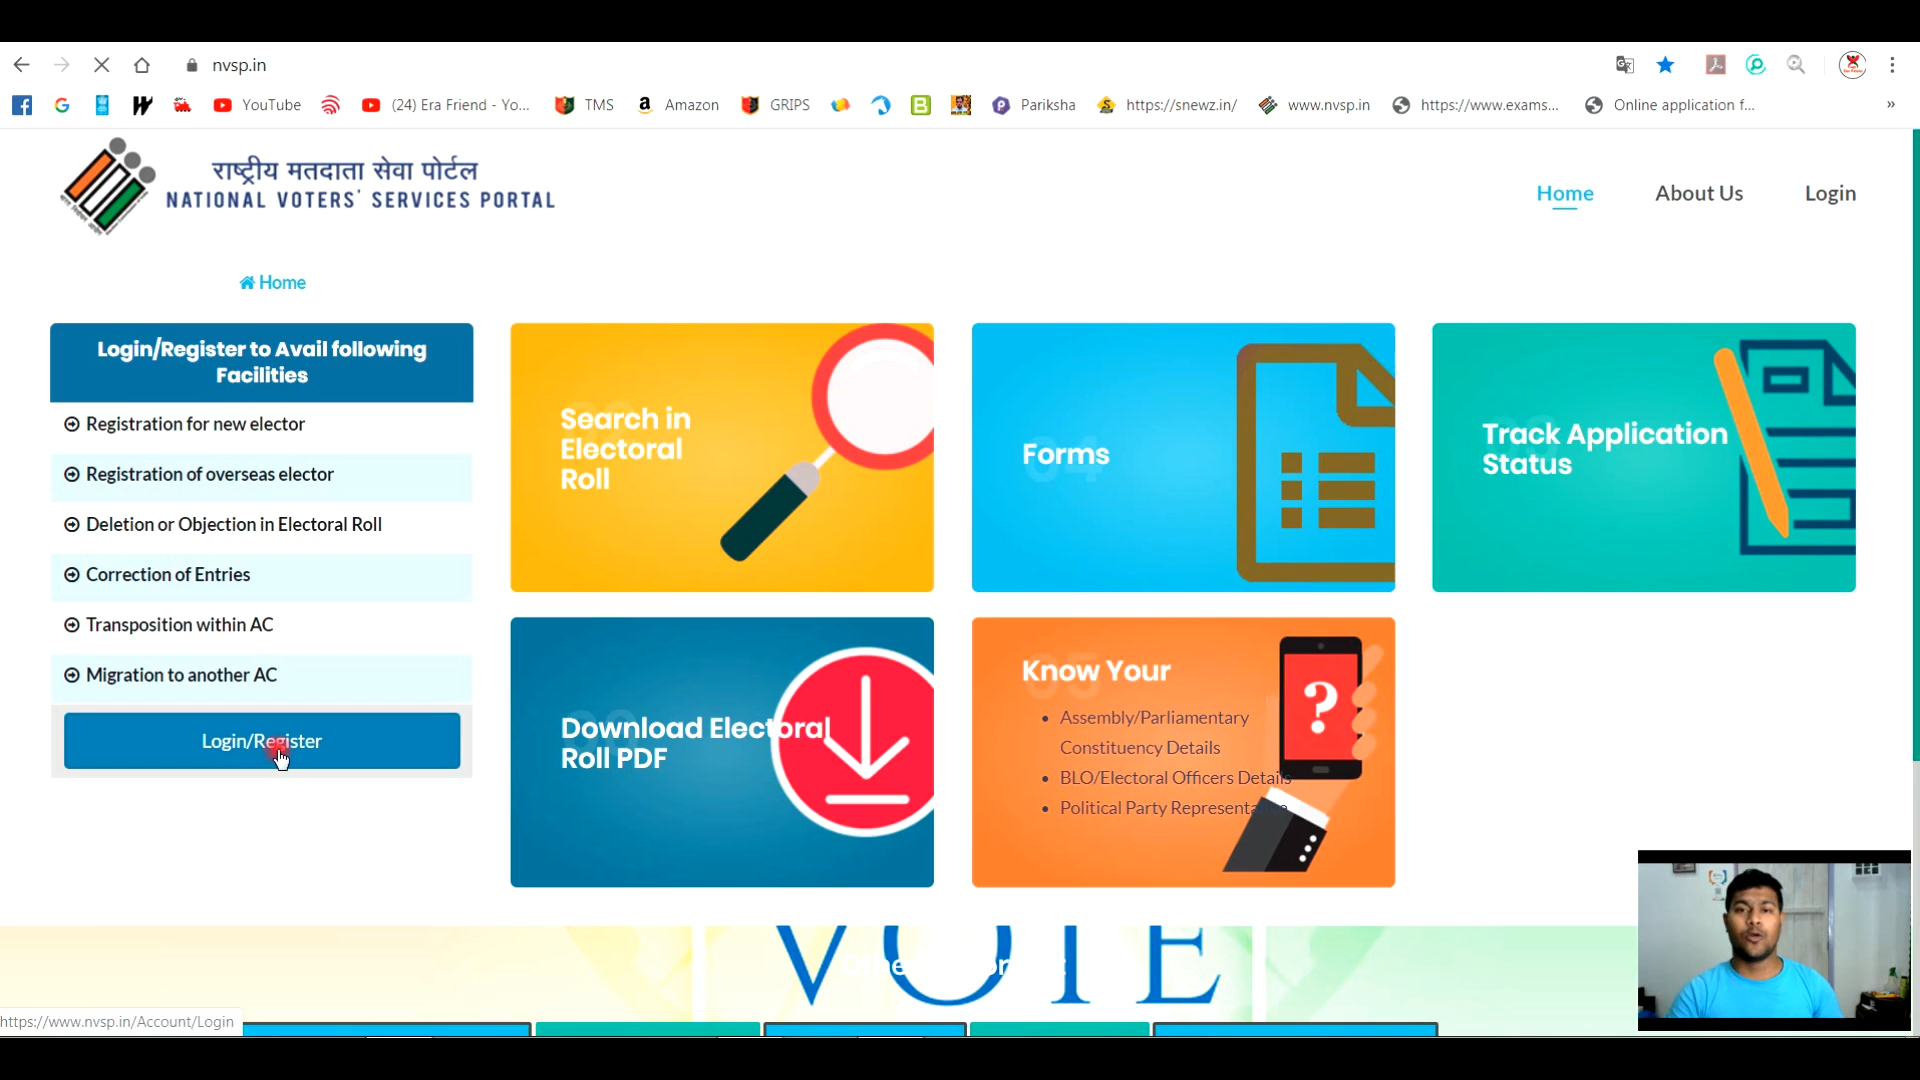 nvsp.in
YouTube
(24) Era Friend - Yo...
TMS
Amazon
GRIPS
Pariksha
https://snewz.in/
www.nvsp.in
https://www.exams...
Online application f...
»
राष्ट्रीय मतदाता सेवा पोर्टल
NATIONAL VOTERS' SERVICES PORTAL
Home
About Us
Login
Home
Login/Register to Avail following
Facilities
Registration for new elector
Registration of overseas elector
Deletion or Objection in Electoral Roll
Correction of Entries
Transposition within AC
Migration to another AC
Login/Register
Search in
Electoral
Roll
Forms
Track Application
Status
Download Electoral
Roll PDF
Know Your
Assembly/Parliamentary
Constituency Details
BLO/Electoral Officers Details
Political Party Representative
VOTE
https://www.nvsp.in/Account/Login